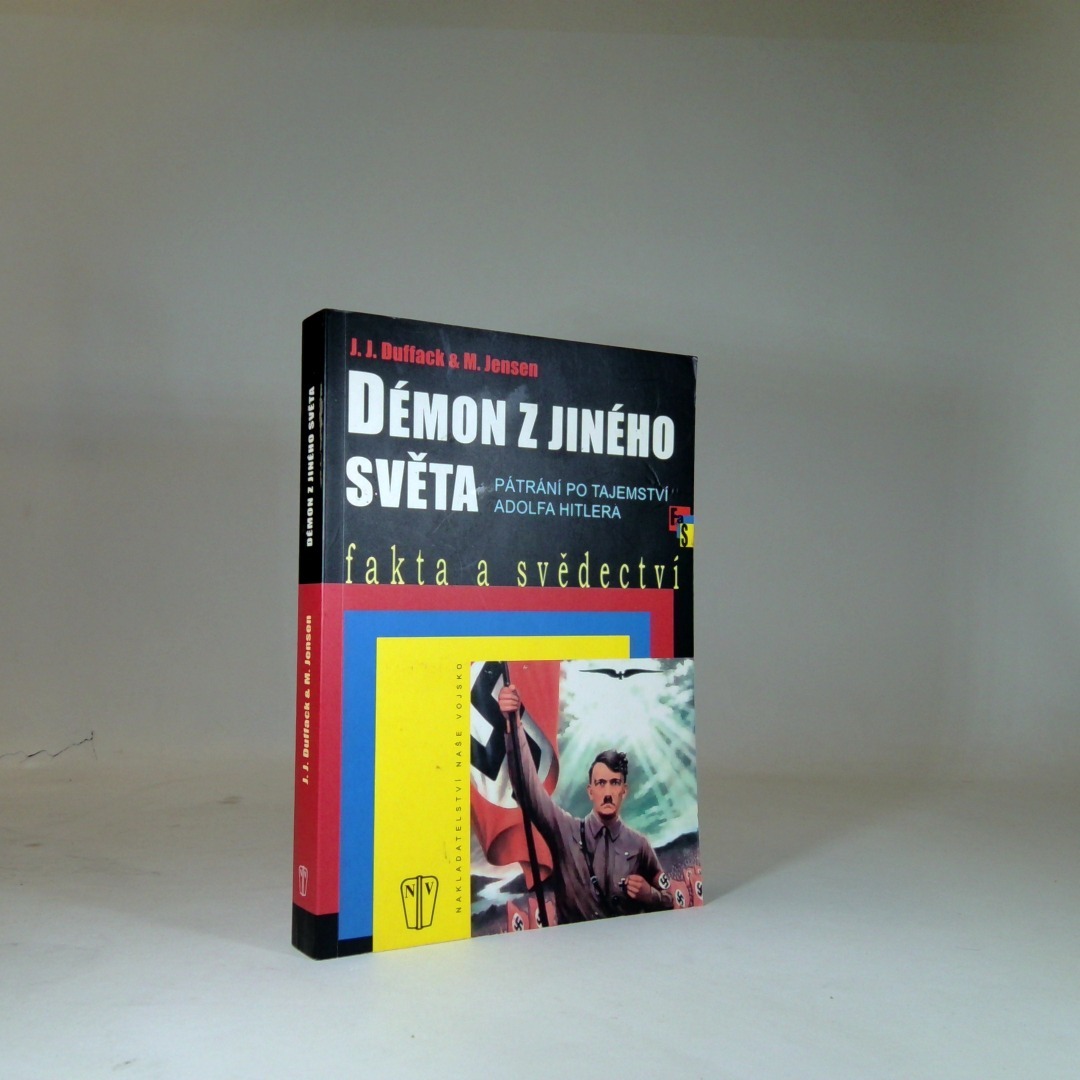 J. J. Duffack & M. Jensen
DÉMON Z JINÉHO
SVĚTA
PÁTRÁNÍ PO TAJEMSTVÍ
ADOLFA HITLERA
FaS
fakta a svědectví
NAKLADATELSTVÍ NAŠE VOJSKO
N V
DÉMON Z JINÉHO SVĚTA
J. J. Duffack & M. Jensen